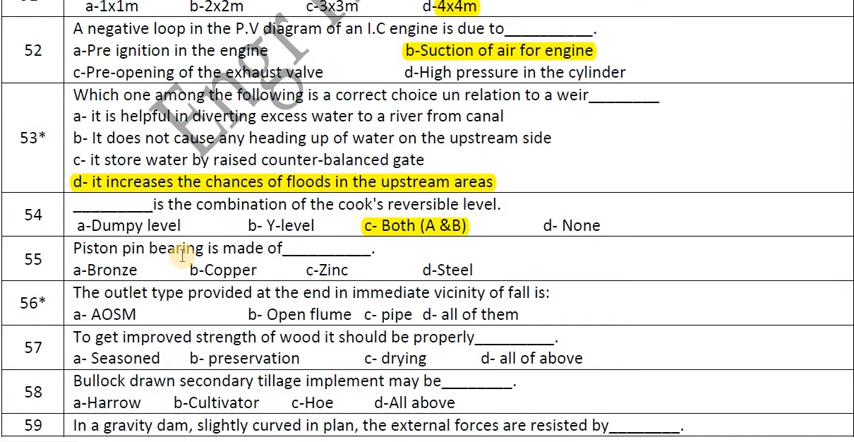 a-1x1m b-2x2m c-3x3m d-4x4m
52 A negative loop in the P.V diagram of an I.C engine is due to__________.
a-Pre ignition in the engine b-Suction of air for engine
c-Pre-opening of the exhaust valve d-High pressure in the cylinder
53* Which one among the following is a correct choice un relation to a weir________
a- it is helpful in diverting excess water to a river from canal
b- It does not cause any heading up of water on the upstream side
c- it store water by raised counter-balanced gate
d- it increases the chances of floods in the upstream areas
54 _________is the combination of the cook's reversible level.
a-Dumpy level b- Y-level c- Both (A &B) d- None
55 Piston pin bearing is made of__________.
a-Bronze b-Copper c-Zinc d-Steel
56* The outlet type provided at the end in immediate vicinity of fall is:
a- AOSM b- Open flume c- pipe d- all of them
57 To get improved strength of wood it should be properly_________.
a- Seasoned b- preservation c- drying d- all of above
58 Bullock drawn secondary tillage implement may be________.
a-Harrow b-Cultivator c-Hoe d-All above
59 In a gravity dam, slightly curved in plan, the external forces are resisted by________.
Engr